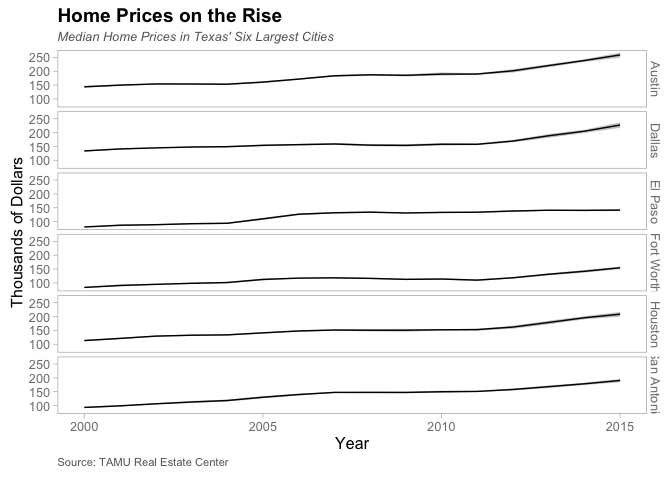 Home Prices on the Rise
Median Home Prices in Texas' Six Largest Cities
Thousands of Dollars
250
200
150
100
Austin
250
200
150
100
Dallas
250
200
150
100
El Paso
250
200
150
100
Fort Worth
250
200
150
100
Houston
250
200
150
100
San Antoni
2000
2005
2010
2015
Year
Source: TAMU Real Estate Center